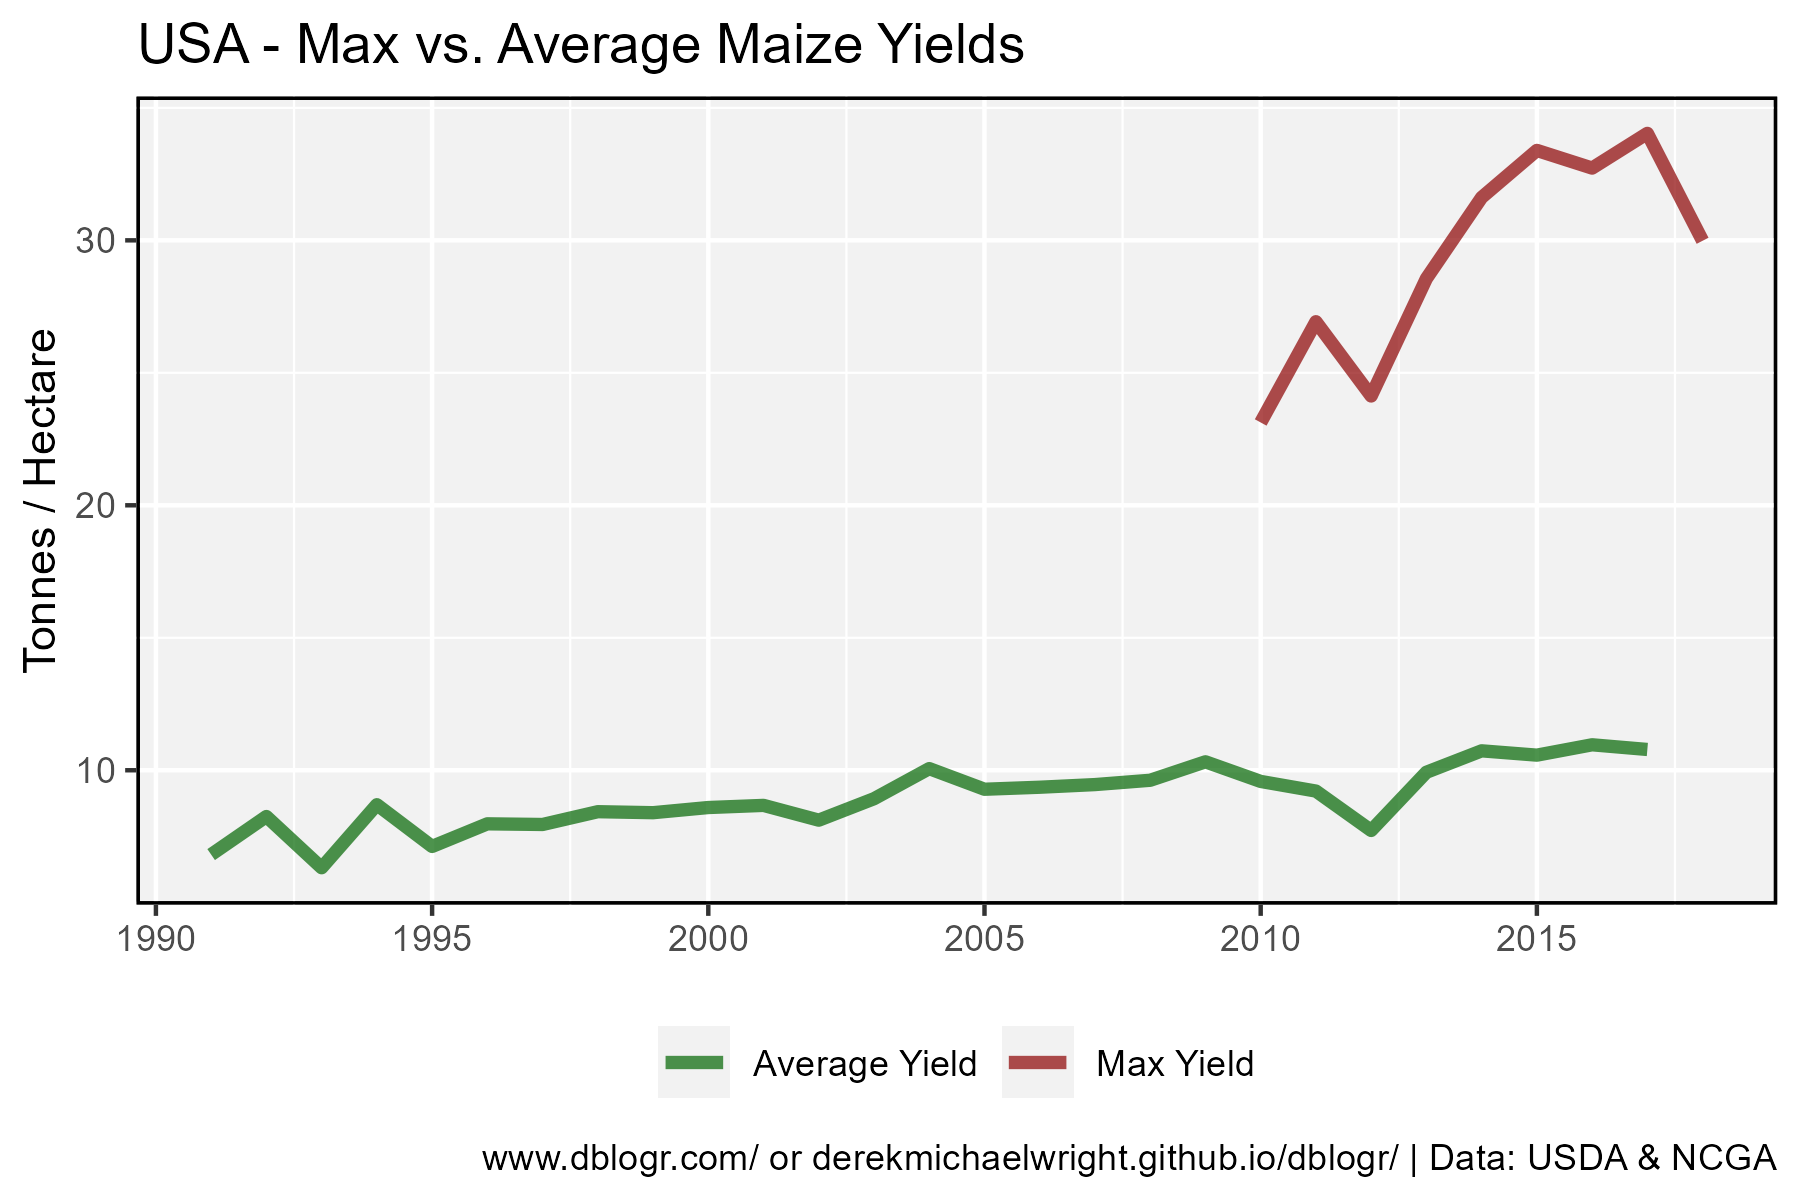 USA - Max vs. Average Maize Yields
Tonnes / Hectare
30
20
10
1990 1995 2000 2005 2010 2015
Average Yield Max Yield
www.dblogr.com/ or derekmichaelwright.github.io/dblogr/ | Data: USDA & NCGA